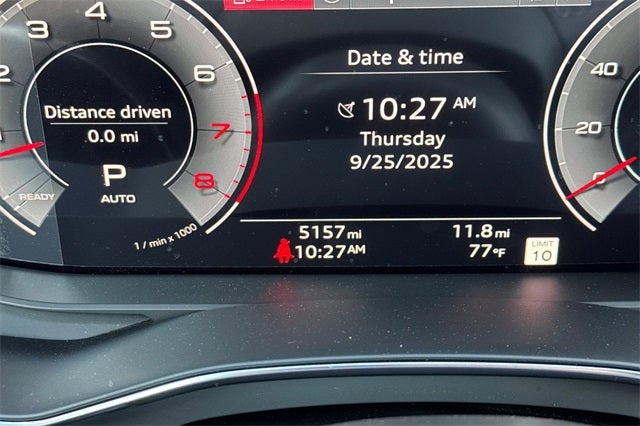 3 4 5 6 7 8
2
Distance driven
0.0 mi
P
AUTO
READY
1 / min x 1000
Date & time
10:27 AM
Thursday
9/25/2025
5157 mi 11.8 mi
10:27 AM 77°F
LIMIT
10
40
20
0